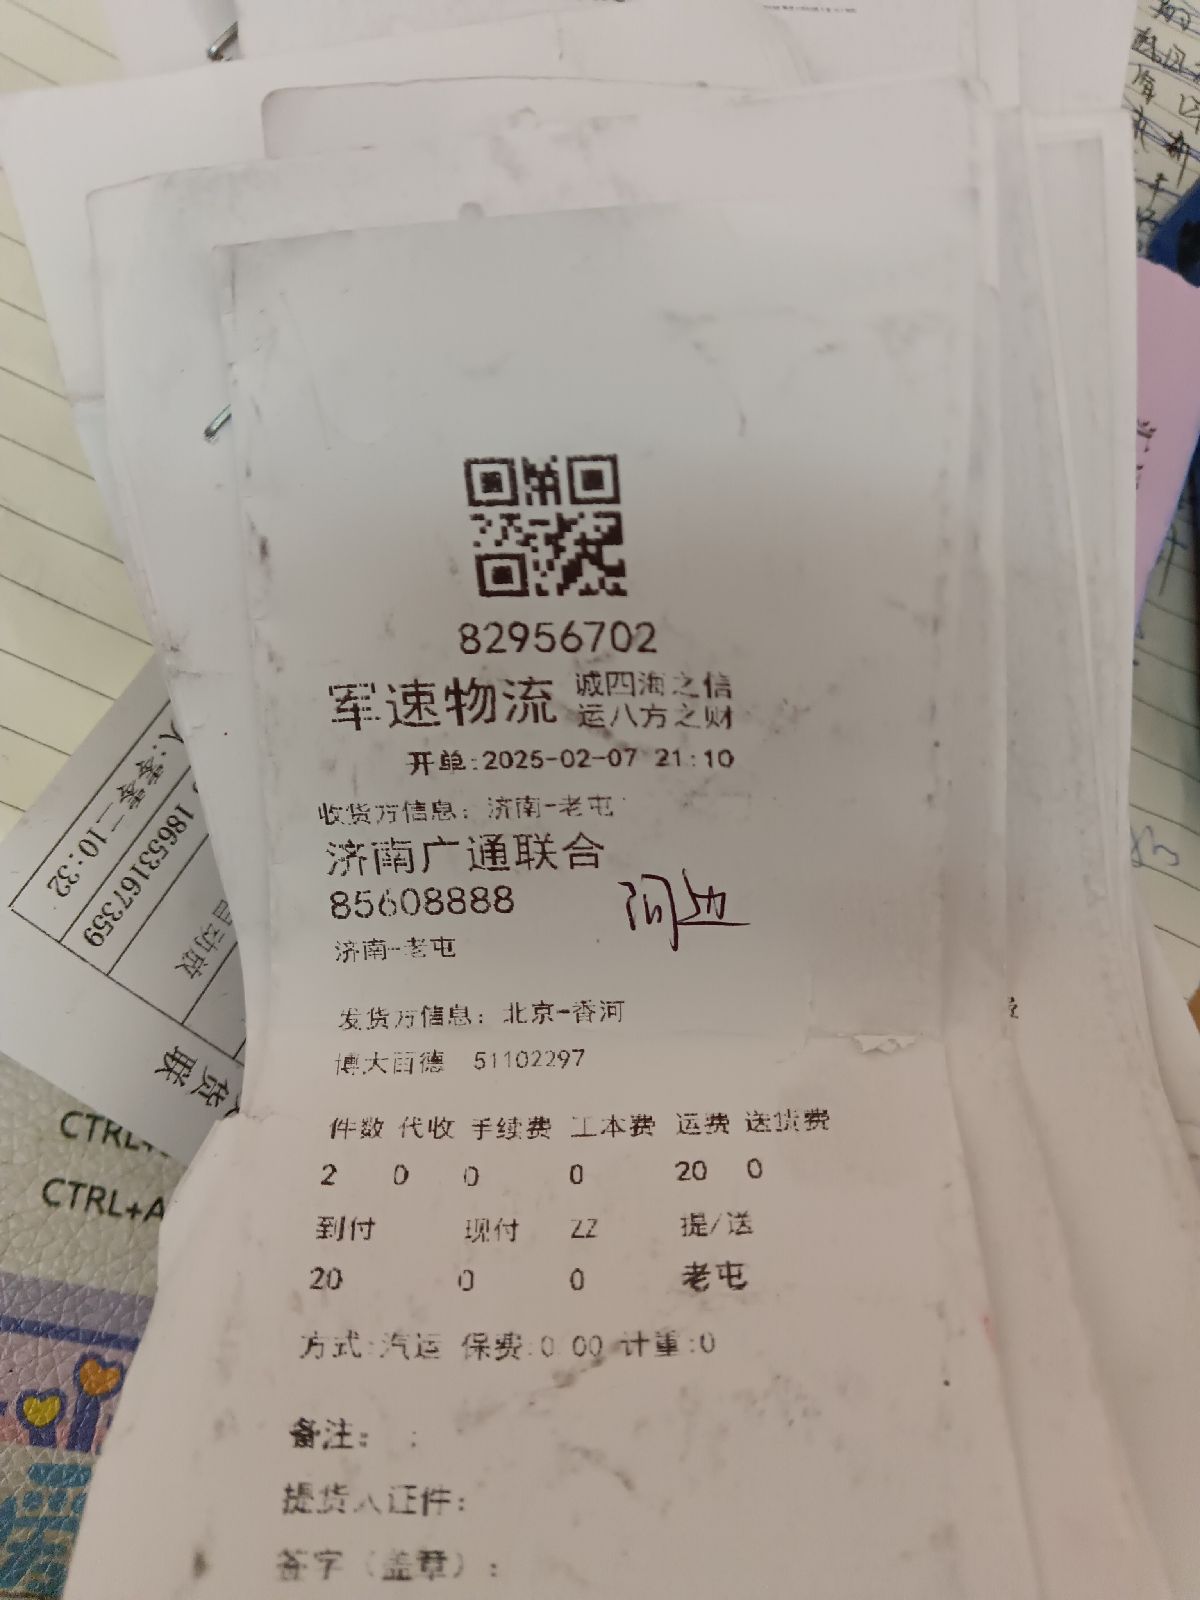 82956702
军速物流 诚四海之信
运八方之财
开单:2025-02-07 21:10
收货方信息: 济南-老屯
济南广通联合
85608888
济南-老屯
发货方信息: 北京-香河
博大百德 51102297
件数 代收 手续费 工本费 运费 送货费
2 0 0 0 20 0
到付 现付 ZZ 提/送
20 0 0 老屯
方式:汽运 保费:0.00 计重:0
备注: :
提货人证件:
签字(盖章):
10:32
18653167359
自动放
货
联
CTRL+
CTRL+A